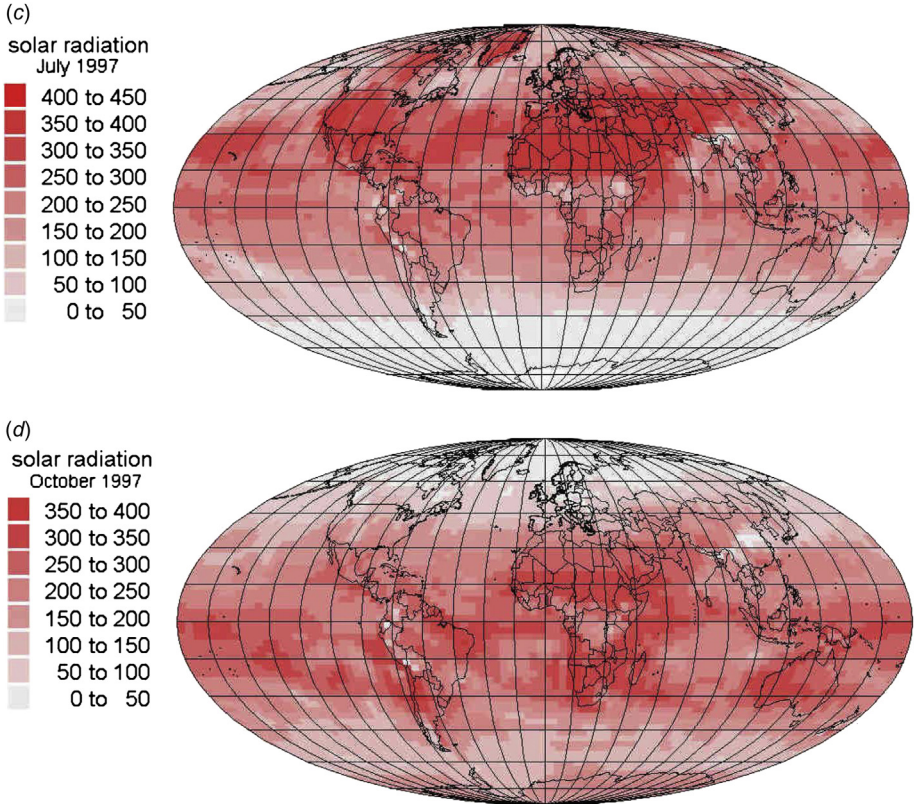 (c)
solar radiation
July 1997
400 to 450
350 to 400
300 to 350
250 to 300
200 to 250
150 to 200
100 to 150
50 to 100
0 to 50
(d)
solar radiation
October 1997
350 to 400
300 to 350
250 to 300
200 to 250
150 to 200
100 to 150
50 to 100
0 to 50